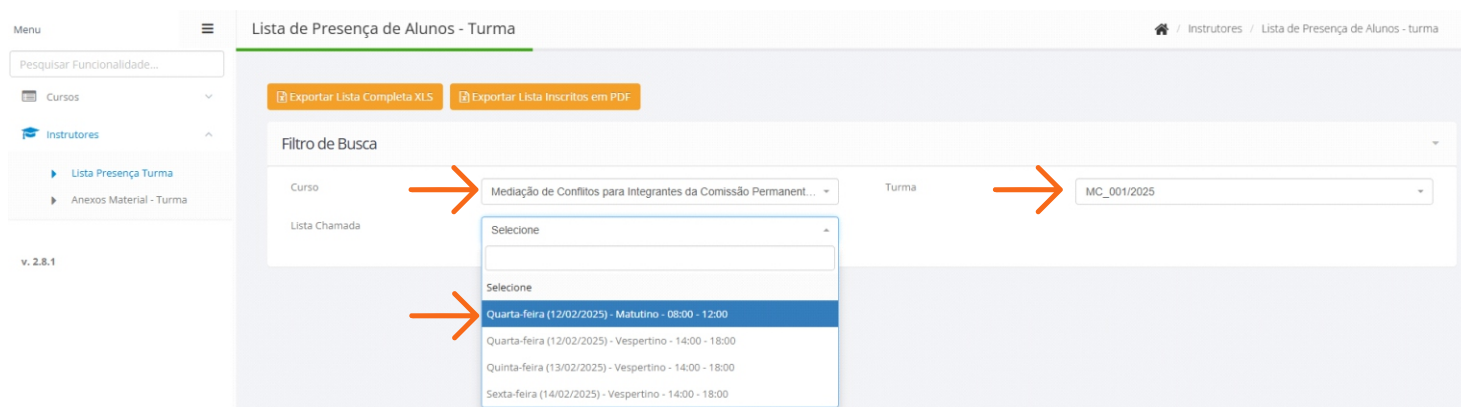 Menu
Lista de Presença de Alunos - Turma
/ Instrutores / Lista de Presença de Alunos - turma
Pesquisar Funcionalidade...
Cursos
Instrutores
Lista Presença Turma
Anexos Material - Turma
v. 2.8.1
Exportar Lista Completa XLS
Exportar Lista Inscritos em PDF
Filtro de Busca
Curso
Mediação de Conflitos para Integrantes da Comissão Permanent...
Turma
MC_001/2025
Lista Chamada
Selecione
Selecione
Quarta-feira (12/02/2025) - Matutino - 08:00 - 12:00
Quarta-feira (12/02/2025) - Vespertino - 14:00 - 18:00
Quinta-feira (13/02/2025) - Vespertino - 14:00 - 18:00
Sexta-feira (14/02/2025) - Vespertino - 14:00 - 18:00